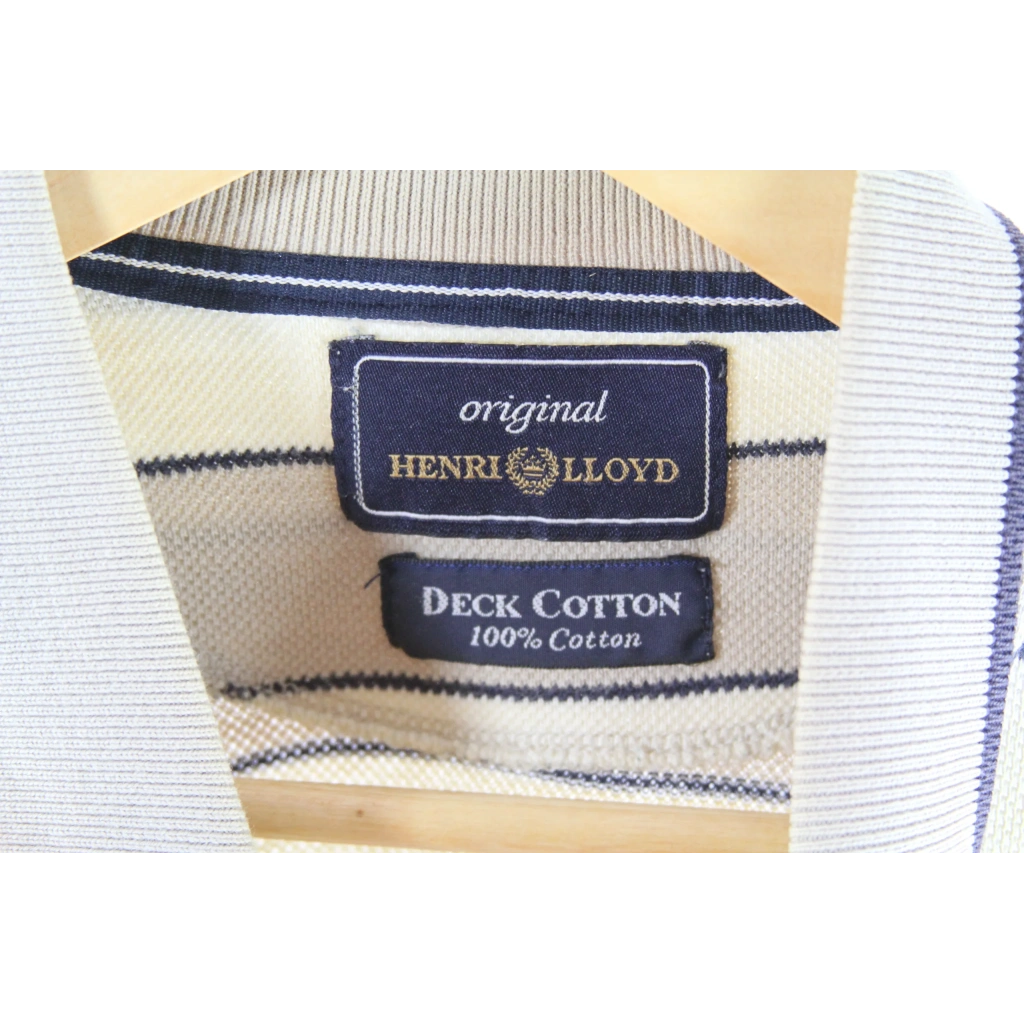 original
HENRI LLOYD
DECK COTTON
100% Cotton